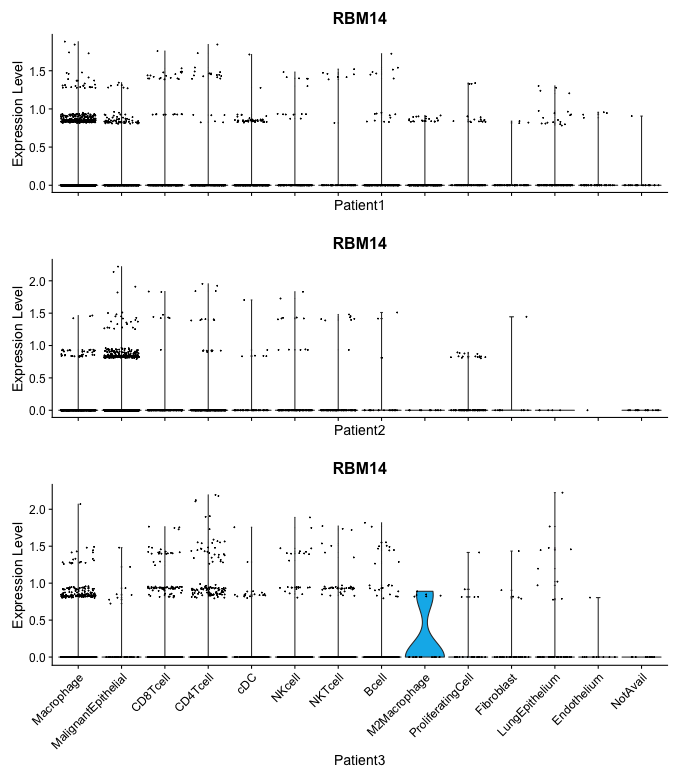 RBM14
Expression Level
1.5
1.0
0.5
0.0
Patient1
RBM14
Expression Level
2.0
1.5
1.0
0.5
0.0
Patient2
RBM14
Expression Level
2.0
1.5
1.0
0.5
0.0
Macrophage
MalignantEpithelial
CD8Tcell
CD4Tcell
cDC
NKcell
NKTcell
Bcell
M2Macrophage
ProliferatingCell
Fibroblast
LungEpithelium
Endothelium
NotAvail
Patient3